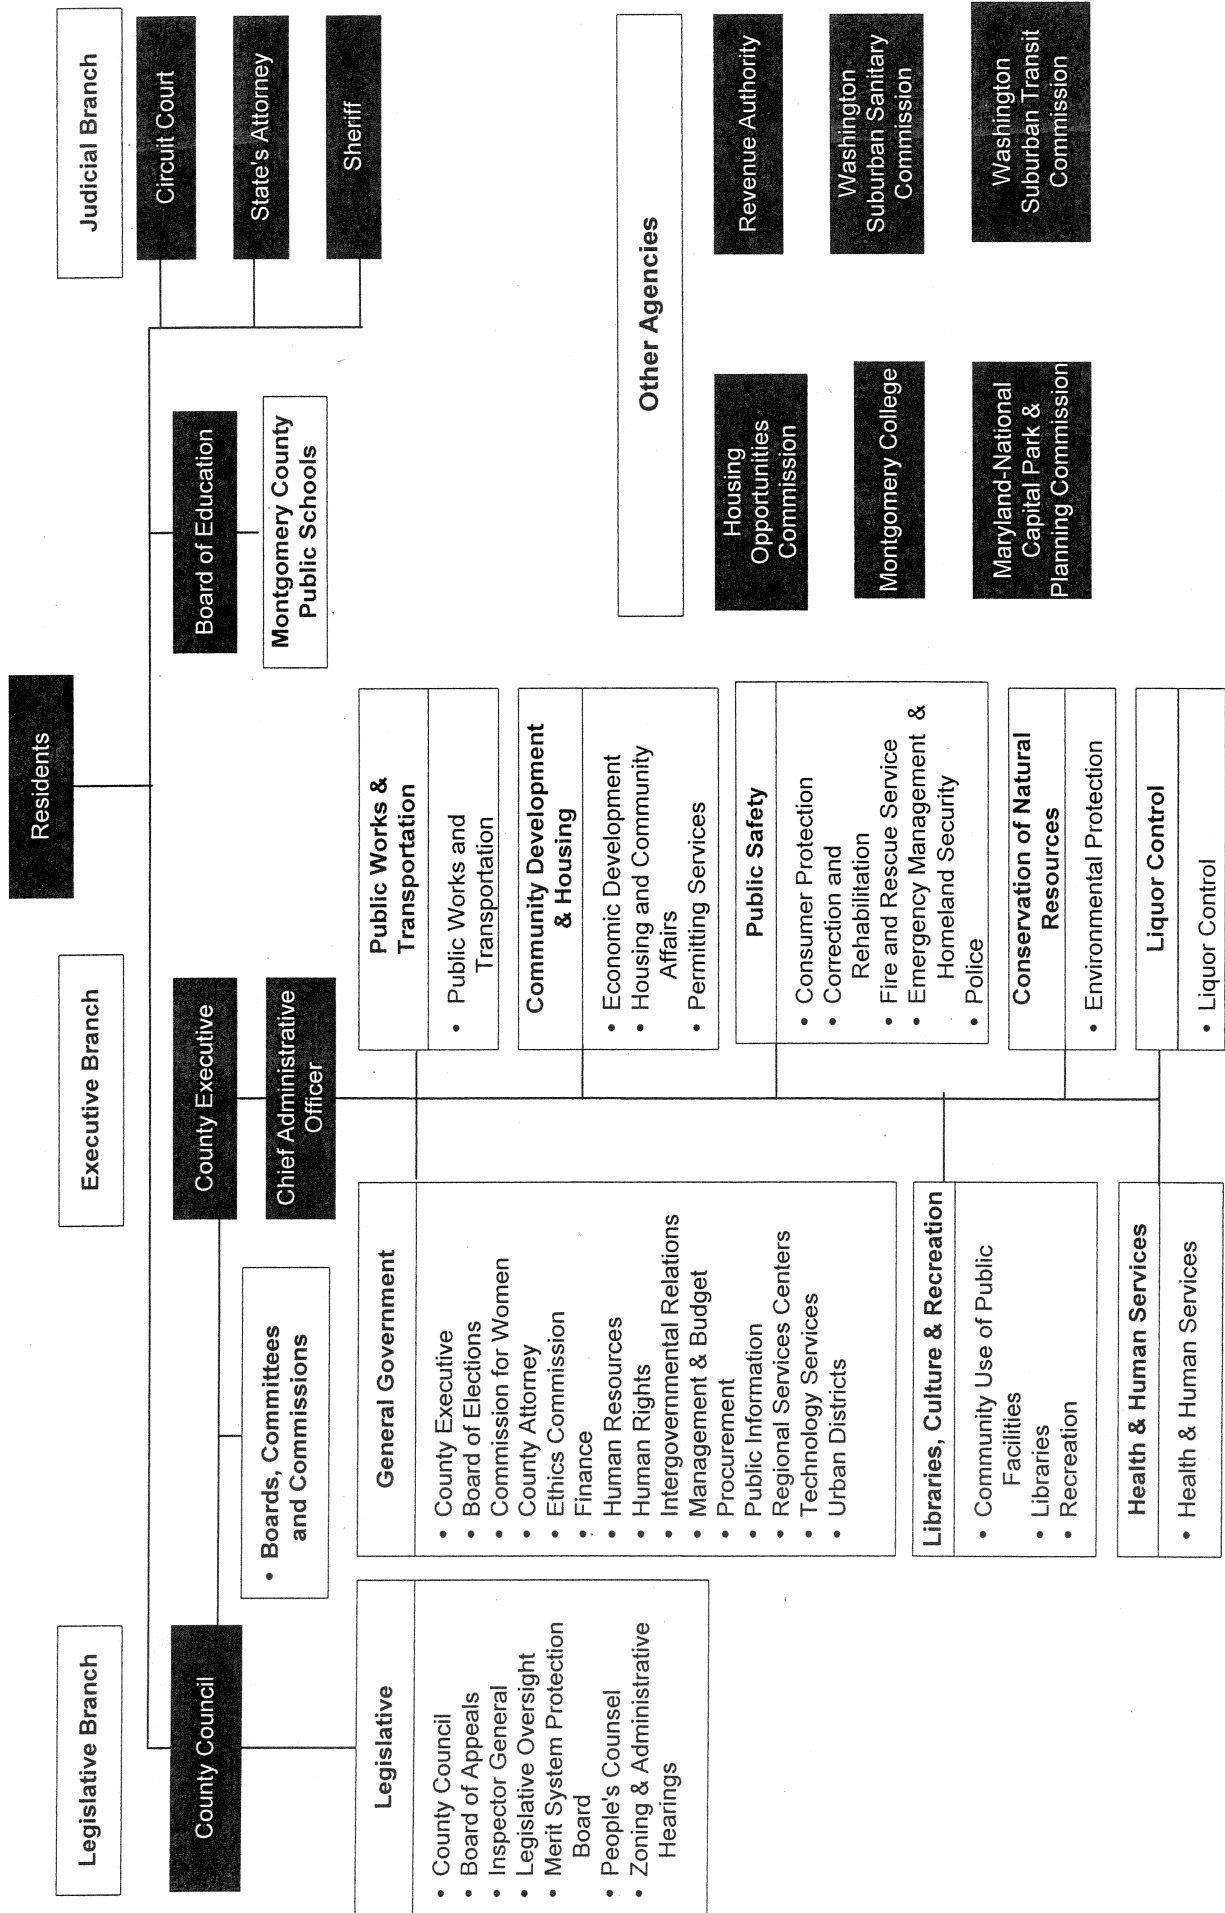 Residents
Legislative Branch
Executive Branch
Judicial Branch
County Council
County Executive
Board of Education
Circuit Court
State's Attorney
Sheriff
• Boards, Committees
and Commissions
Chief Administrative
Officer
Montgomery County
Public Schools
Legislative
• County Council
• Board of Appeals
• Inspector General
• Legislative Oversight
• Merit System Protection
Board
• People's Counsel
• Zoning & Administrative
Hearings
General Government
• County Executive
• Board of Elections
• Commission for Women
• County Attorney
• Ethics Commission
• Finance
• Human Resources
• Human Rights
• Intergovernmental Relations
• Management & Budget
• Procurement
• Public Information
• Regional Services Centers
• Technology Services
• Urban Districts
Libraries, Culture & Recreation
• Community Use of Public
Facilities
• Libraries
• Recreation
Health & Human Services
• Health & Human Services
Public Works &
Transportation
• Public Works and
Transportation
Community Development
& Housing
• Economic Development
• Housing and Community
Affairs
• Permitting Services
Public Safety
• Consumer Protection
• Correction and
Rehabilitation
• Fire and Rescue Service
• Emergency Management &
Homeland Security
• Police
Conservation of Natural
Resources
• Environmental Protection
Liquor Control
• Liquor Control
Other Agencies
Housing
Opportunities
Commission
Revenue Authority
Montgomery College
Washington
Suburban Sanitary
Commission
Maryland-National
Capital Park &
Planning Commission
Washington
Suburban Transit
Commission